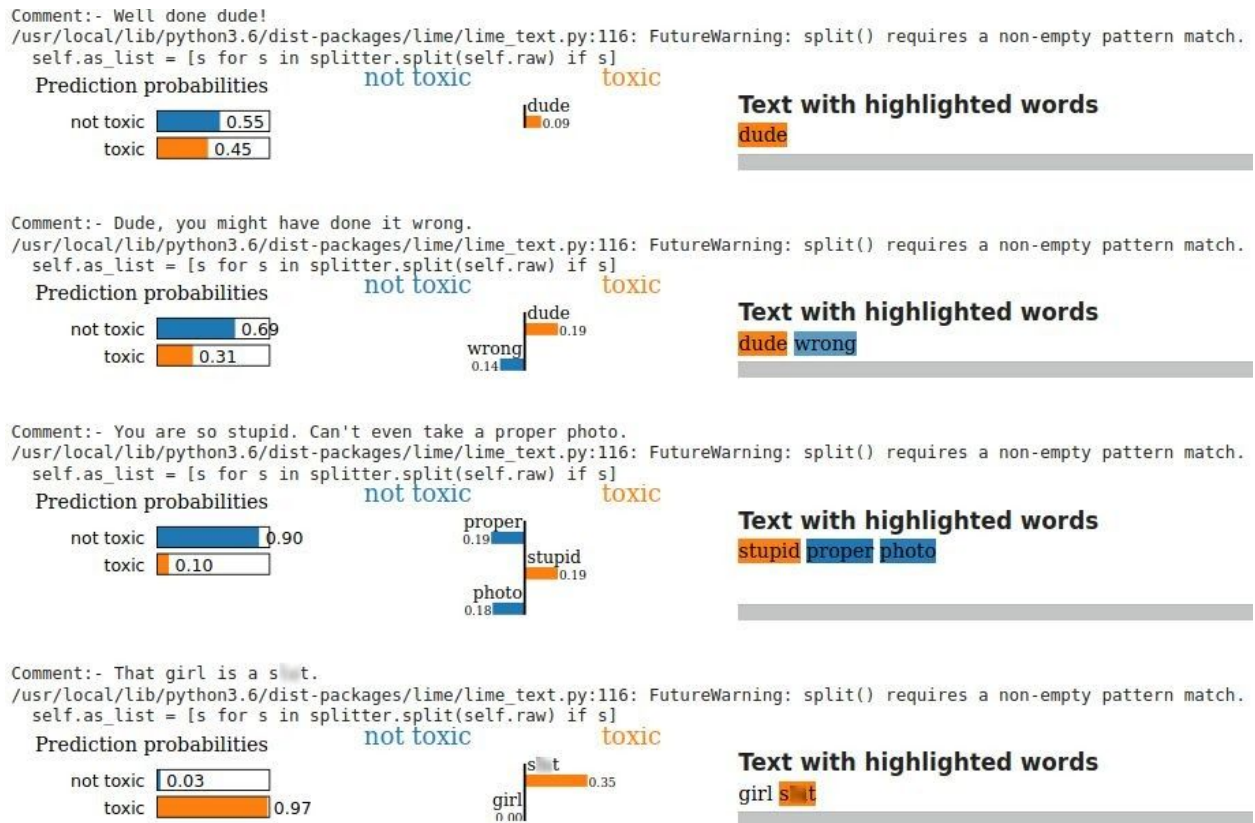 Comment:- Well done dude!
/usr/local/lib/python3.6/dist-packages/lime/lime_text.py:116: FutureWarning: split() requires a non-empty pattern match.
self.as_list = [s for s in splitter.split(self.raw) if s]
Prediction probabilities
not toxic 0.55
toxic 0.45
not toxic toxic
dude
0.09
Text with highlighted words
dude
Comment:- Dude, you might have done it wrong.
/usr/local/lib/python3.6/dist-packages/lime/lime_text.py:116: FutureWarning: split() requires a non-empty pattern match.
self.as_list = [s for s in splitter.split(self.raw) if s]
Prediction probabilities
not toxic 0.69
toxic 0.31
not toxic toxic
dude
0.19
wrong
0.14
Text with highlighted words
dude wrong
Comment:- You are so stupid. Can't even take a proper photo.
/usr/local/lib/python3.6/dist-packages/lime/lime_text.py:116: FutureWarning: split() requires a non-empty pattern match.
self.as_list = [s for s in splitter.split(self.raw) if s]
Prediction probabilities
not toxic 0.90
toxic 0.10
not toxic toxic
proper
0.19
stupid
0.19
photo
0.18
Text with highlighted words
stupid proper photo
Comment:- That girl is a
/usr/local/lib/python3.6/dist-packages/lime/lime_text.py:116: FutureWarning: split() requires a non-empty pattern match.
self.as_list = [s for s in splitter.split(self.raw) if s]
Prediction probabilities
not toxic 0.03
toxic 0.97
not toxic toxic
0.35
girl
0.00
Text with highlighted words
girl